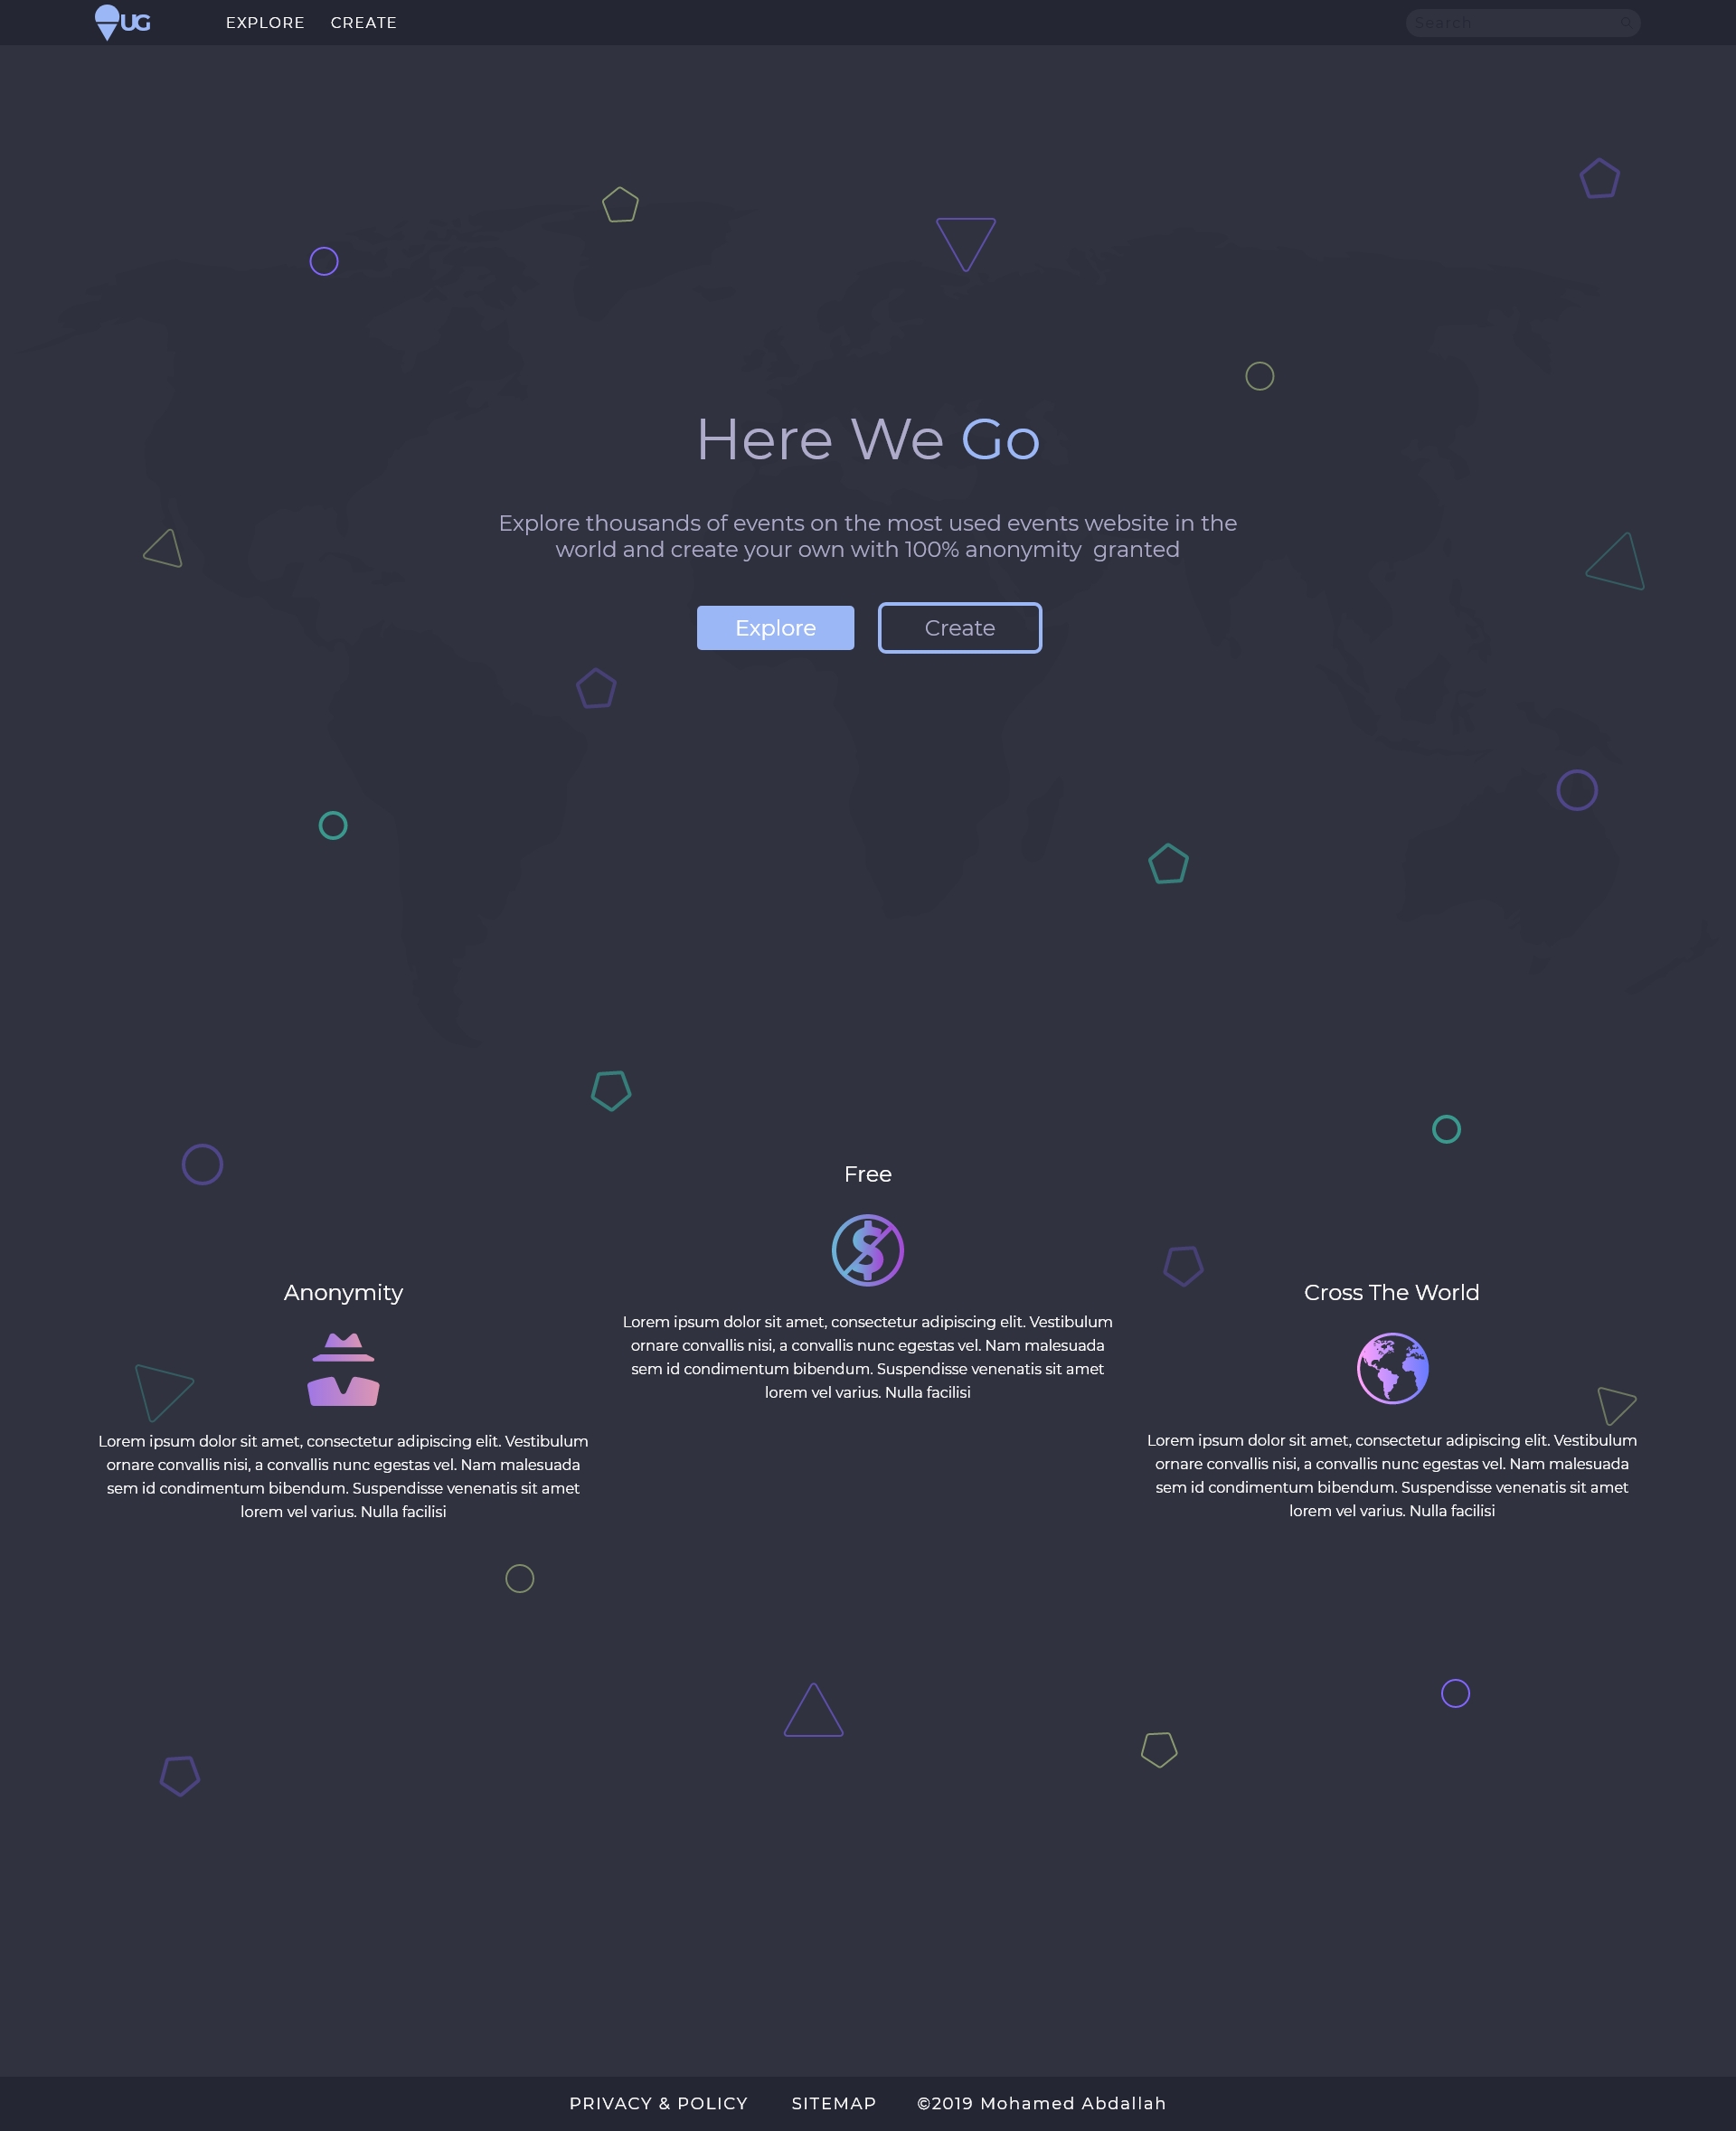 UG
EXPLORE
CREATE
Search
Here We Go
Explore thousands of events on the most used events website in the
world and create your own with 100% anonymity granted
Explore
Create
Free
Lorem ipsum dolor sit amet, consectetur adipiscing elit. Vestibulum
ornare convallis nisi, a convallis nunc egestas vel. Nam malesuada
sem id condimentum bibendum. Suspendisse venenatis sit amet
lorem vel varius. Nulla facilisi
Anonymity
Lorem ipsum dolor sit amet, consectetur adipiscing elit. Vestibulum
ornare convallis nisi, a convallis nunc egestas vel. Nam malesuada
sem id condimentum bibendum. Suspendisse venenatis sit amet
lorem vel varius. Nulla facilisi
Cross The World
Lorem ipsum dolor sit amet, consectetur adipiscing elit. Vestibulum
ornare convallis nisi, a convallis nunc egestas vel. Nam malesuada
sem id condimentum bibendum. Suspendisse venenatis sit amet
lorem vel varius. Nulla facilisi
PRIVACY & POLICY
SITEMAP
©2019 Mohamed Abdallah